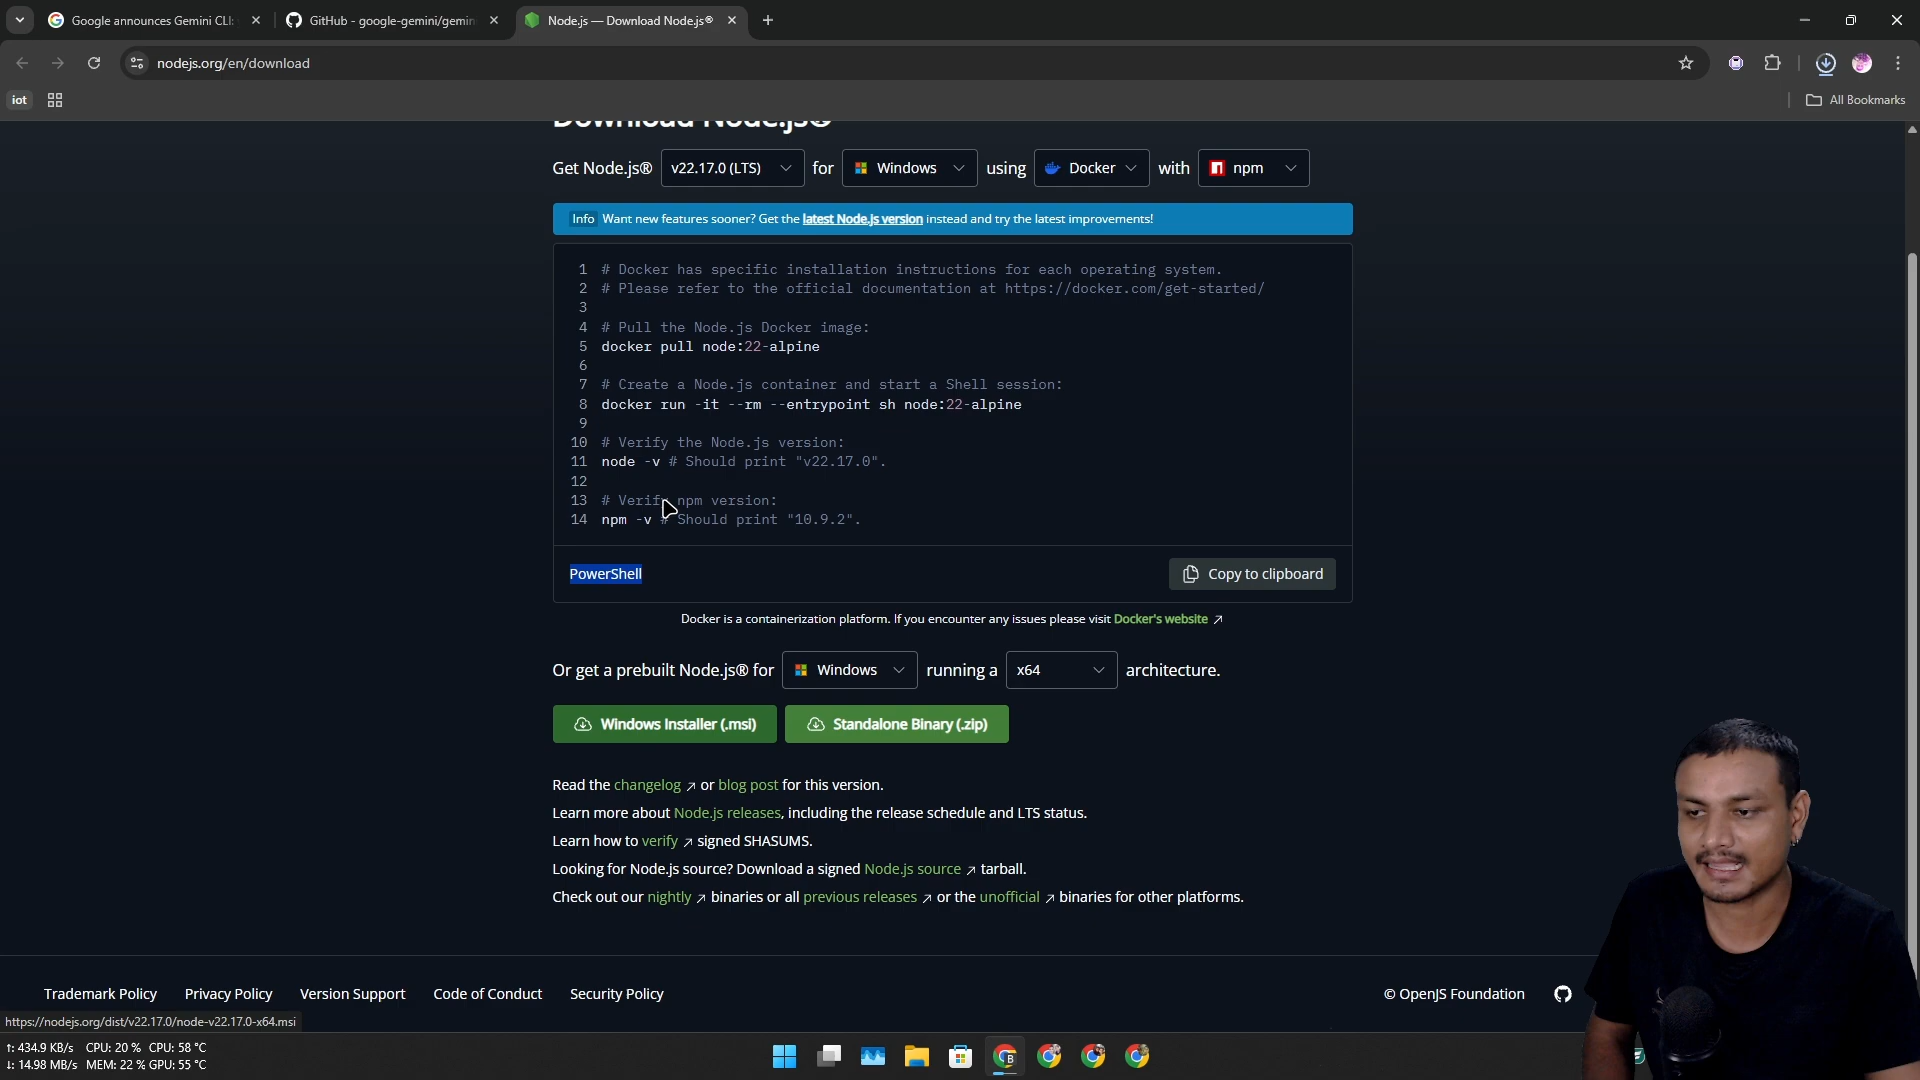 Google announces Gemini CLI:
GitHub - google-gemini/gemin
Node.js — Download Node.js®
nodejs.org/en/download
iot
All Bookmarks
Download Node.js®
Get Node.js® v22.17.0 (LTS) for Windows using Docker with npm
Info Want new features sooner? Get the latest Node.js version instead and try the latest improvements!
1 # Docker has specific installation instructions for each operating system.
2 # Please refer to the official documentation at https://docker.com/get-started/
3
4 # Pull the Node.js Docker image:
5 docker pull node:22-alpine
6
7 # Create a Node.js container and start a Shell session:
8 docker run -it --rm --entrypoint sh node:22-alpine
9
10 # Verify the Node.js version:
11 node -v # Should print "v22.17.0".
12
13 # Verify npm version:
14 npm -v # Should print "10.9.2".
PowerShell
Copy to clipboard
Docker is a containerization platform. If you encounter any issues please visit Docker's website
Or get a prebuilt Node.js® for Windows running a x64 architecture.
Windows Installer (.msi)
Standalone Binary (.zip)
Read the changelog or blog post for this version.
Learn more about Node.js releases, including the release schedule and LTS status.
Learn how to verify signed SHASUMS.
Looking for Node.js source? Download a signed Node.js source tarball.
Check out our nightly binaries or all previous releases or the unofficial binaries for other platforms.
Trademark Policy
Privacy Policy
Version Support
Code of Conduct
Security Policy
© OpenJS Foundation
https://nodejs.org/dist/v22.17.0/node-v22.17.0-x64.msi
↑: 434.9 KB/s CPU: 20 % CPU: 58 °C
↓: 14.98 MB/s MEM: 22 % GPU: 55 °C